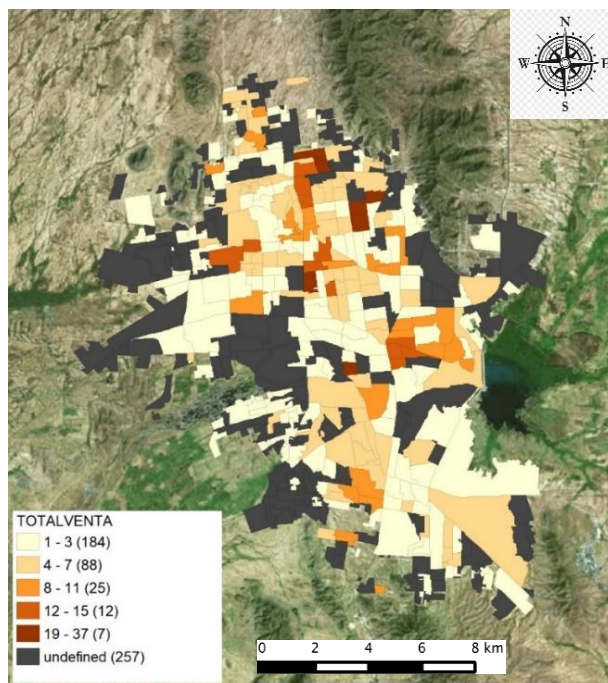 N
W E
S
TOTALVENTA
1 - 3 (184)
4 - 7 (88)
8 - 11 (25)
12 - 15 (12)
19 - 37 (7)
undefined (257)
0 2 4 6 8 km